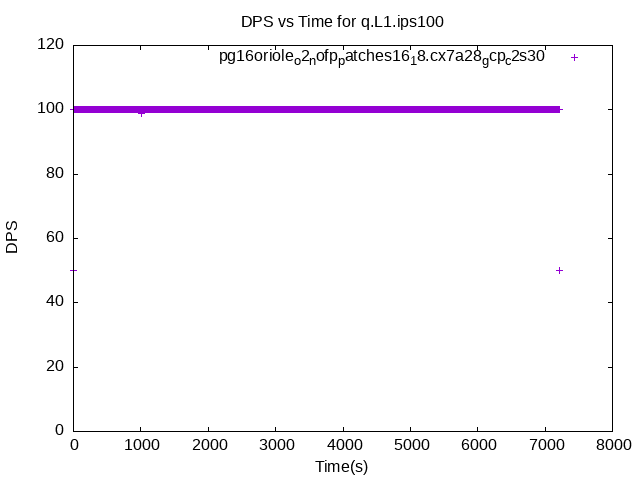 DPS vs Time for q.L1.ips100
pg16oriole_o2_nofp_patches16_18.cx7a28_gcp_c2s30
120
100
80
60
40
20
0
DPS
0 1000 2000 3000 4000 5000 6000 7000 8000
Time(s)